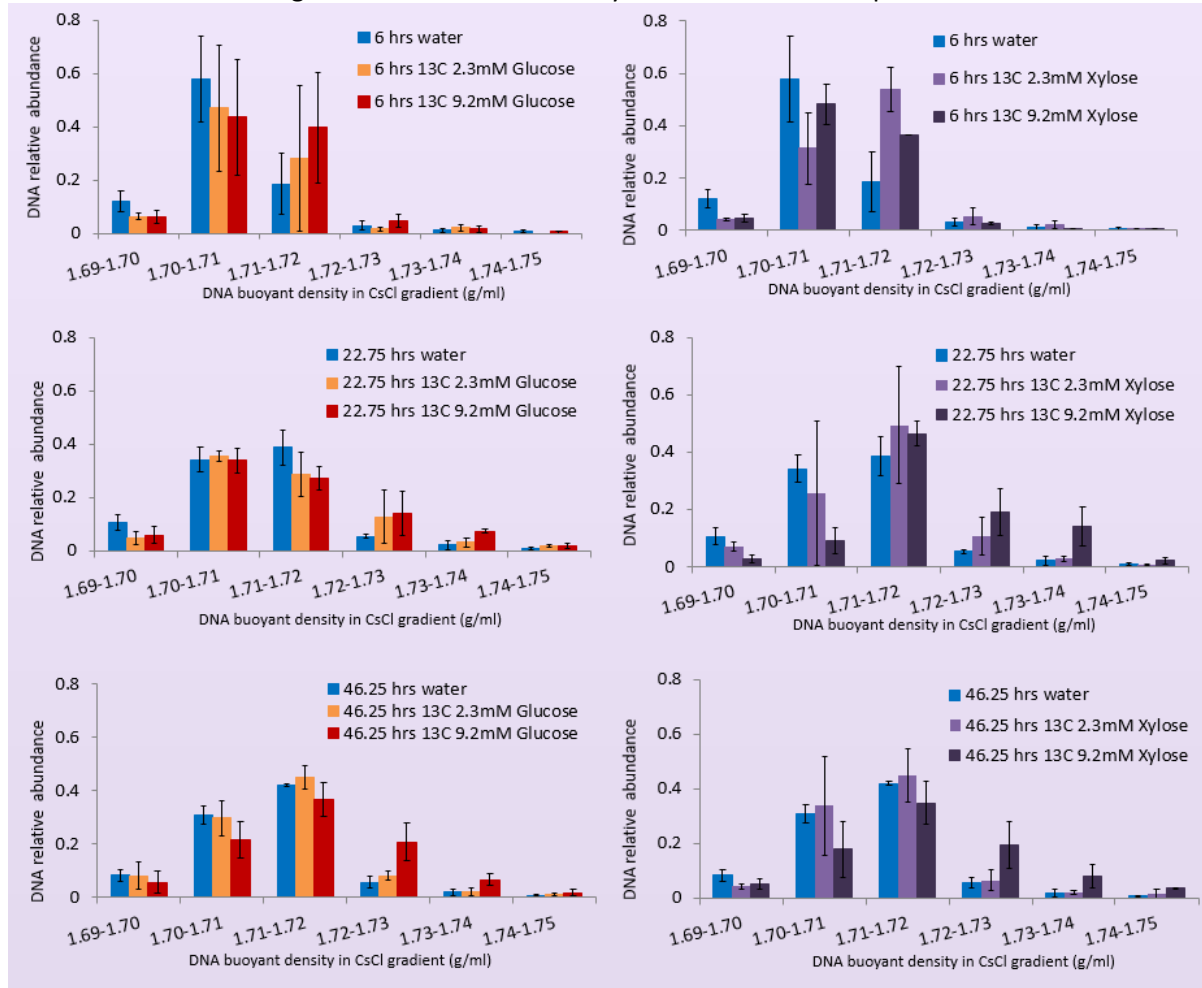 0.8
0.6
0.4
0.2
0
DNA relative abundance
6 hrs water
6 hrs 13C 2.3mM Glucose
6 hrs 13C 9.2mM Glucose
1.69-1.70 1.70-1.71 1.71-1.72 1.72-1.73 1.73-1.74 1.74-1.75
DNA buoyant density in CsCl gradient (g/ml)
0.8
0.6
0.4
0.2
0
DNA relative abundance
6 hrs water
6 hrs 13C 2.3mM Xylose
6 hrs 13C 9.2mM Xylose
1.69-1.70 1.70-1.71 1.71-1.72 1.72-1.73 1.73-1.74 1.74-1.75
DNA buoyant density in CsCl gradient (g/ml)
0.8
0.6
0.4
0.2
0
DNA relative abundance
22.75 hrs water
22.75 hrs 13C 2.3mM Glucose
22.75 hrs 13C 9.2mM Glucose
1.69-1.70 1.70-1.71 1.71-1.72 1.72-1.73 1.73-1.74 1.74-1.75
DNA buoyant density in CsCl gradient (g/ml)
0.8
0.6
0.4
0.2
0
DNA relative abundance
22.75 hrs water
22.75 hrs 13C 2.3mM Xylose
22.75 hrs 13C 9.2mM Xylose
1.69-1.70 1.70-1.71 1.71-1.72 1.72-1.73 1.73-1.74 1.74-1.75
DNA buoyant density in CsCl gradient (g/ml)
0.8
0.6
0.4
0.2
0
DNA relative abundance
46.25 hrs water
46.25 hrs 13C 2.3mM Glucose
46.25 hrs 13C 9.2mM Glucose
1.69-1.70 1.70-1.71 1.71-1.72 1.72-1.73 1.73-1.74 1.74-1.75
DNA buoyant density in CsCl gradient (g/ml)
0.8
0.6
0.4
0.2
0
DNA relative abundance
46.25 hrs water
46.25 hrs 13C 2.3mM Xylose
46.25 hrs 13C 9.2mM Xylose
1.69-1.70 1.70-1.71 1.71-1.72 1.72-1.73 1.73-1.74 1.74-1.75
DNA buoyant density in CsCl gradient (g/ml)